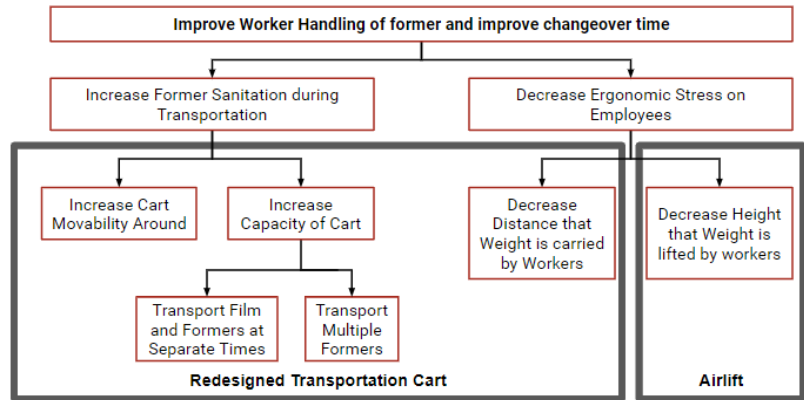 Improve Worker Handling of former and improve changeover time
Increase Former Sanitation during
Transportation
Decrease Ergonomic Stress on
Employees
Increase Cart
Movability Around
Increase
Capacity of Cart
Decrease
Distance that
Weight is carried
by Workers
Decrease Height
that Weight is
lifted by workers
Transport Film
and Formers at
Separate Times
Transport
Multiple
Formers
Redesigned Transportation Cart
Airlift